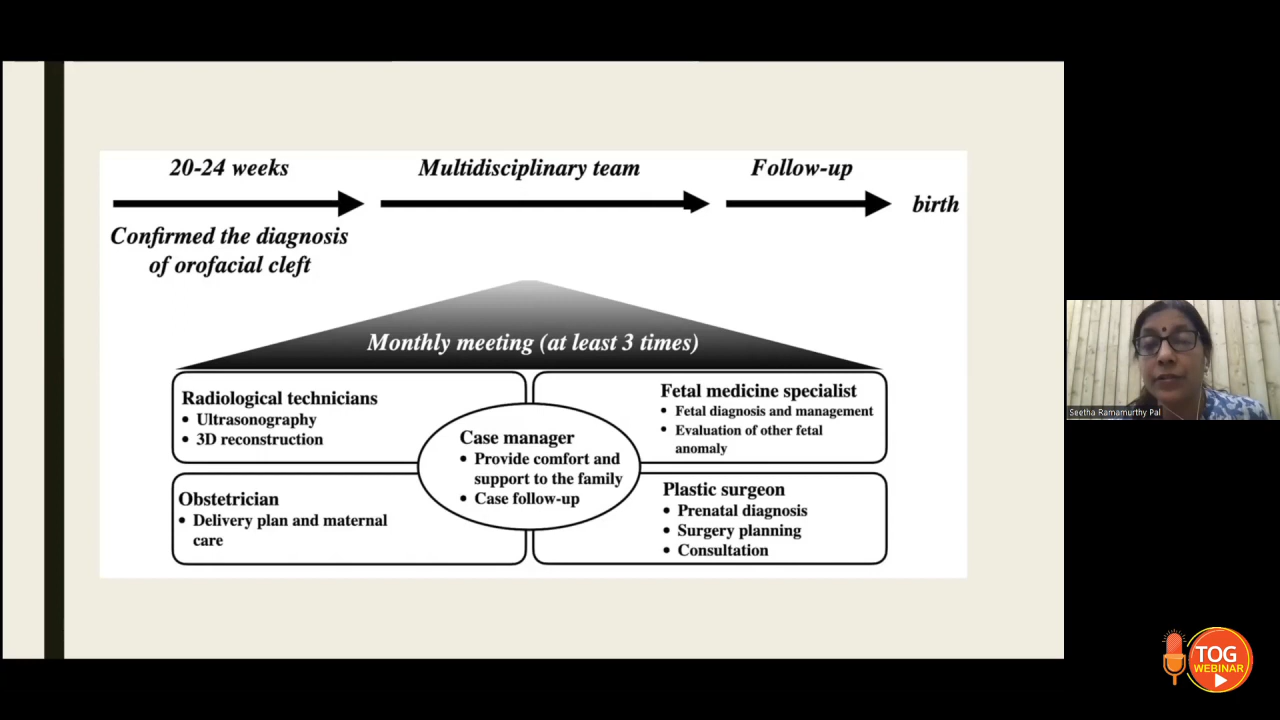 20-24 weeks
Multidisciplinary team
Follow-up
birth
Confirmed the diagnosis
of orofacial cleft
Monthly meeting (at least 3 times)
Radiological technicians
• Ultrasonography
• 3D reconstruction
Fetal medicine specialist
• Fetal diagnosis and management
• Evaluation of other fetal
anomaly
Case manager
• Provide comfort and
support to the family
• Case follow-up
Obstetrician
• Delivery plan and maternal
care
Plastic surgeon
• Prenatal diagnosis
• Surgery planning
• Consultation
Seetha Ramamurthy Pal
TOG
WEBINAR